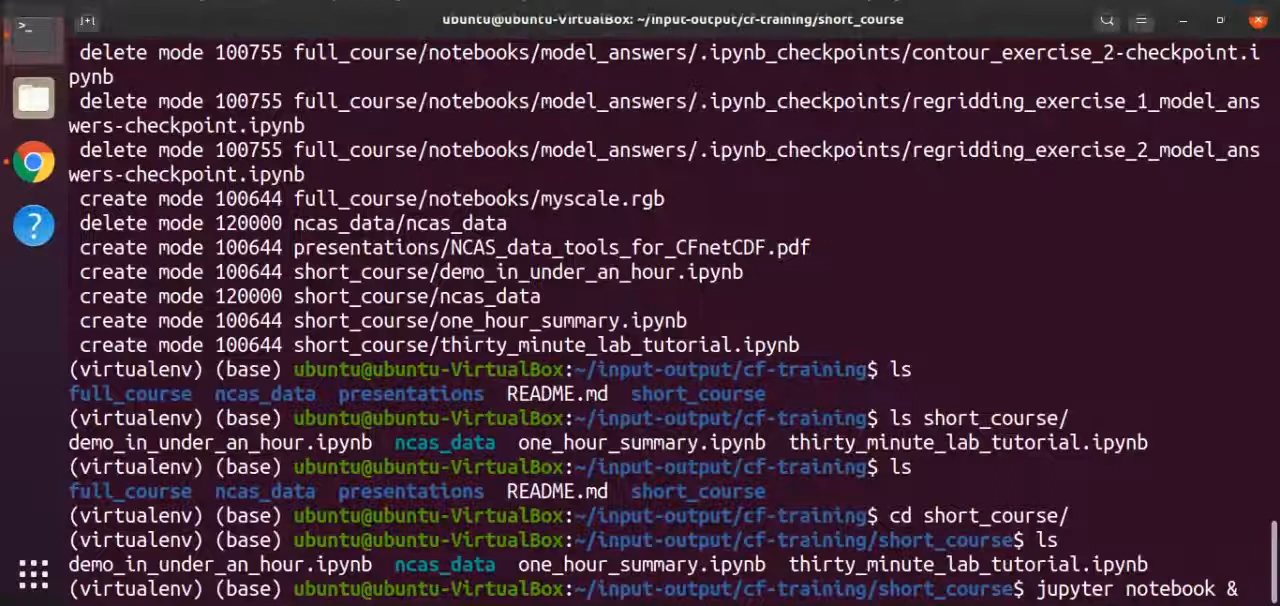 ubuntu@ubuntu-VirtualBox: ~/input-output/cf-training/short_course
delete mode 100755 full_course/notebooks/model_answers/.ipynb_checkpoints/contour_exercise_2-checkpoint.i
pynb
delete mode 100755 full_course/notebooks/model_answers/.ipynb_checkpoints/regridding_exercise_1_model_ans
wers-checkpoint.ipynb
delete mode 100755 full_course/notebooks/model_answers/.ipynb_checkpoints/regridding_exercise_2_model_ans
wers-checkpoint.ipynb
create mode 100644 full_course/notebooks/myscale.rgb
delete mode 120000 ncas_data/ncas_data
create mode 100644 presentations/NCAS_data_tools_for_CFnetCDF.pdf
create mode 100644 short_course/demo_in_under_an_hour.ipynb
create mode 120000 short_course/ncas_data
create mode 100644 short_course/one_hour_summary.ipynb
create mode 100644 short_course/thirty_minute_lab_tutorial.ipynb
(virtualenv) (base) ubuntu@ubuntu-VirtualBox:~/input-output/cf-training$ ls
full_course ncas_data presentations README.md short_course
(virtualenv) (base) ubuntu@ubuntu-VirtualBox:~/input-output/cf-training$ ls short_course/
demo_in_under_an_hour.ipynb ncas_data one_hour_summary.ipynb thirty_minute_lab_tutorial.ipynb
(virtualenv) (base) ubuntu@ubuntu-VirtualBox:~/input-output/cf-training$ ls
full_course ncas_data presentations README.md short_course
(virtualenv) (base) ubuntu@ubuntu-VirtualBox:~/input-output/cf-training$ cd short_course/
(virtualenv) (base) ubuntu@ubuntu-VirtualBox:~/input-output/cf-training/short_course$ ls
demo_in_under_an_hour.ipynb ncas_data one_hour_summary.ipynb thirty_minute_lab_tutorial.ipynb
(virtualenv) (base) ubuntu@ubuntu-VirtualBox:~/input-output/cf-training/short_course$ jupyter notebook &